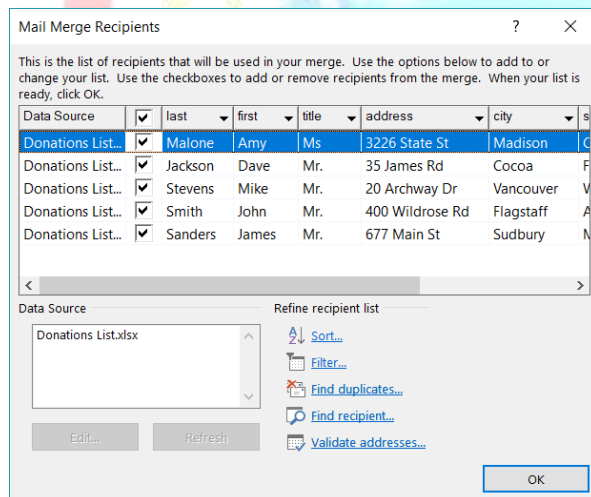 Mail Merge Recipients ?
This is the list of recipients that will be used in your merge. Use the options below to add to or
change your list. Use the checkboxes to add or remove recipients from the merge. When your list is
ready, click OK.
Data Source last first title address city s
Donations List... Malone Amy Ms 3226 State St Madison C
Donations List... Jackson Dave Mr. 35 James Rd Cocoa F
Donations List... Stevens Mike Mr. 20 Archway Dr Vancouver
Donations List... Smith John Mr. 400 Wildrose Rd Flagstaff A
Donations List... Sanders James Mr. 677 Main St Sudbury
Data Source
Donations List.xlsx
Edit... Refresh
Refine recipient list
Sort...
Filter...
Find duplicates...
Find recipient...
Validate addresses...
OK